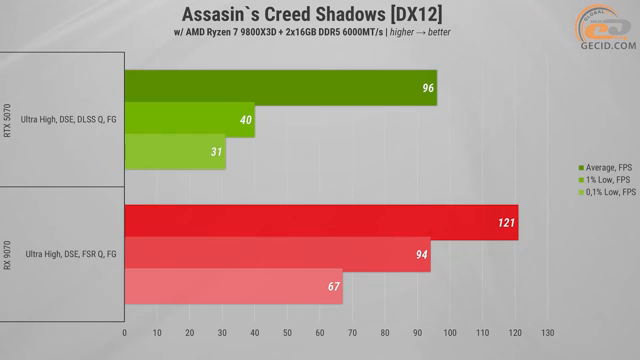 Assasin`s Creed Shadows [DX12]
w/ AMD Ryzen 7 9800X3D + 2x16GB DDR5 6000MT/s | higher → better
GECID.COM
RTX 5070
Ultra High, DSE, DLSS Q, FG
96
40
31
Average, FPS
1% Low, FPS
0,1% Low, FPS
RX 9070
Ultra High, DSE, FSR Q, FG
121
94
67
0 10 20 30 40 50 60 70 80 90 100 110 120 130